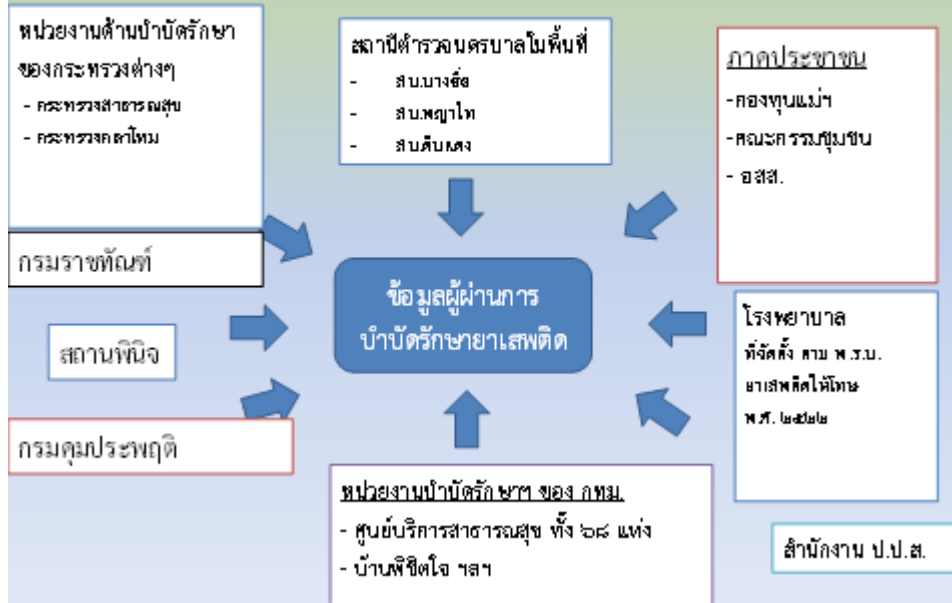 หน่วยงานด้านบำบัดรักษา
ของกระทรวงต่างๆ
- กระทรวงสาธารณสุข
- กระทรวงกลาโหม
สถานีตำรวจนครบาลในพื้นที่
- สน.บางซื่อ
- สน.พญาไท
- สน.ดินแดง
ภาคประชาชน
-กองทุนแม่ฯ
-คณะกรรมชุมชน
- อสส.
กรมราชทัณฑ์
สถานพินิจ
กรมคุมประพฤติ
ข้อมูลผู้ผ่านการ
บำบัดรักษายาเสพติด
โรงพยาบาล
ที่จัดตั้ง ตาม พ.ร.บ.
ยาเสพติดให้โทษ
พ.ศ. ๒๕๒๒
หน่วยงานบำบัดรักษาฯ ของ กทม.
- ศูนย์บริการสาธารณสุข ทั้ง ๖๘ แห่ง
- บ้านพิชิตใจ ฯลฯ
สำนักงาน ป.ป.ส.